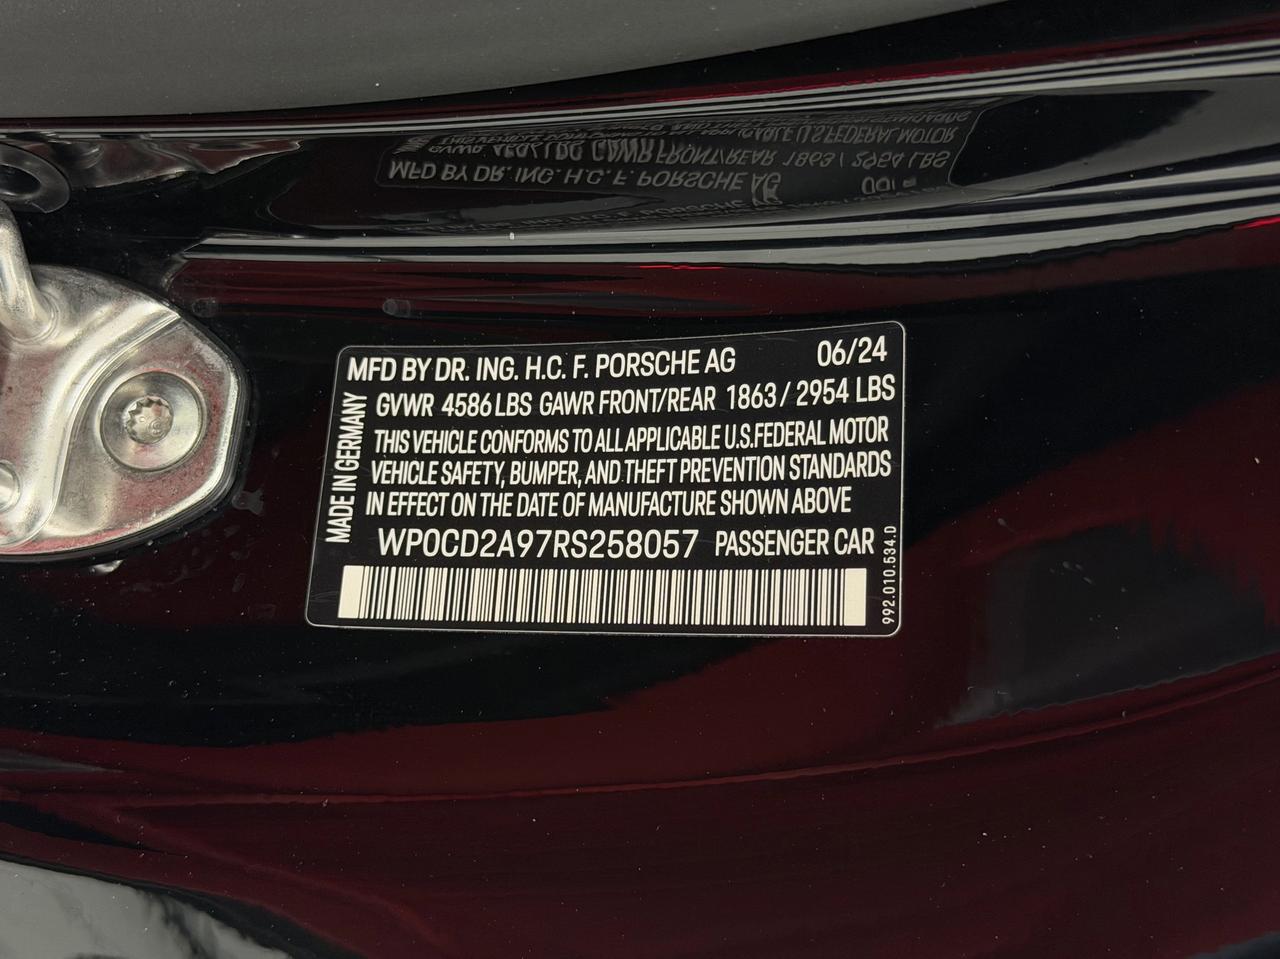 MFD BY DR. ING. H.C. F. PORSCHE AG 06/24
GVWR 4586 LBS GAWR FRONT/REAR 1863 / 2954 LBS
THIS VEHICLE CONFORMS TO ALL APPLICABLE U.S.FEDERAL MOTOR
VEHICLE SAFETY, BUMPER, AND THEFT PREVENTION STANDARDS
IN EFFECT ON THE DATE OF MANUFACTURE SHOWN ABOVE
WP0CD2A97RS258057 PASSENGER CAR
MADE IN GERMANY
992.010.534.D